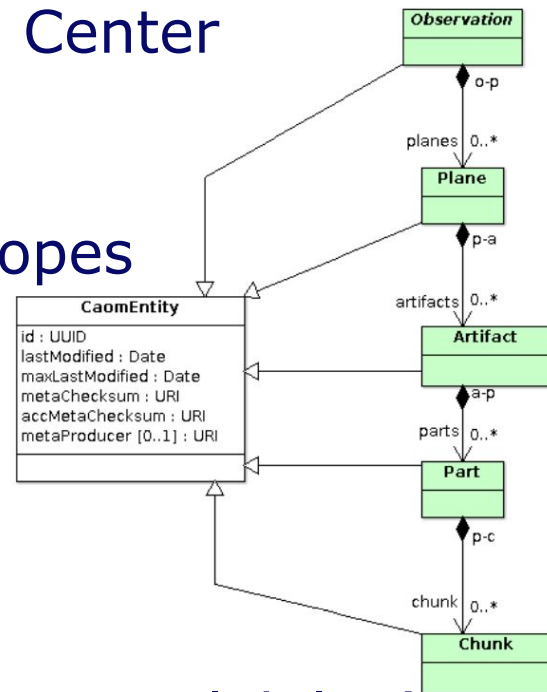 Center
Observation
o-p
planes 0..*
Plane
p-a
opes
artifacts 0..*
CaomEntity
id : UUID
lastModified : Date
maxLastModified : Date
metaChecksum : URI
accMetaChecksum : URI
metaProducer [0..1] : URI
Artifact
a-p
parts 0..*
Part
p-c
chunk 0..*
Chunk